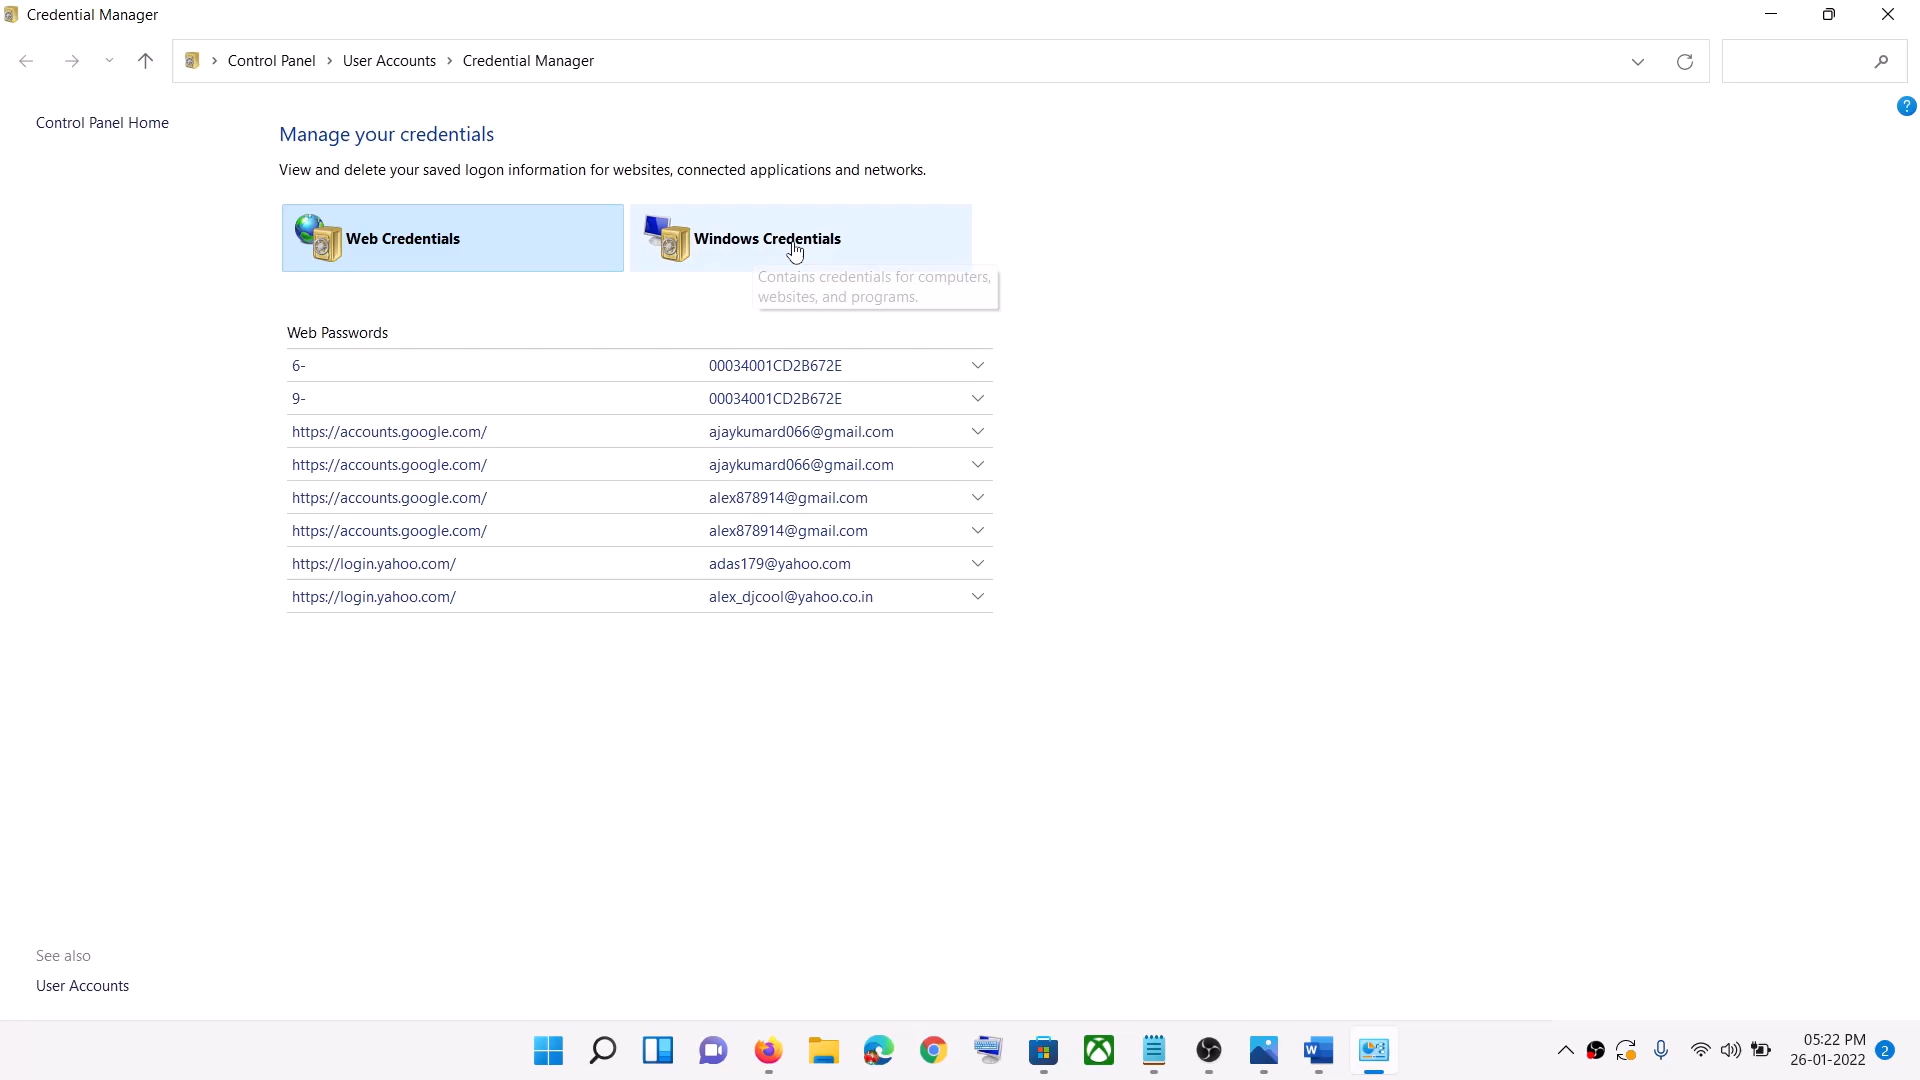 Credential Manager
Control Panel > User Accounts > Credential Manager
Control Panel Home
Manage your credentials
View and delete your saved logon information for websites, connected applications and networks.
Web Credentials
Windows Credentials
Contains credentials for computers,
websites, and programs.
Web Passwords
6- 00034001CD2B672E
9- 00034001CD2B672E
https://accounts.google.com/ ajaykumard066@gmail.com
https://accounts.google.com/ ajaykumard066@gmail.com
https://accounts.google.com/ alex878914@gmail.com
https://accounts.google.com/ alex878914@gmail.com
https://login.yahoo.com/ adas179@yahoo.com
https://login.yahoo.com/ alex_djcool@yahoo.co.in
See also
User Accounts
05:22 PM
26-01-2022
2